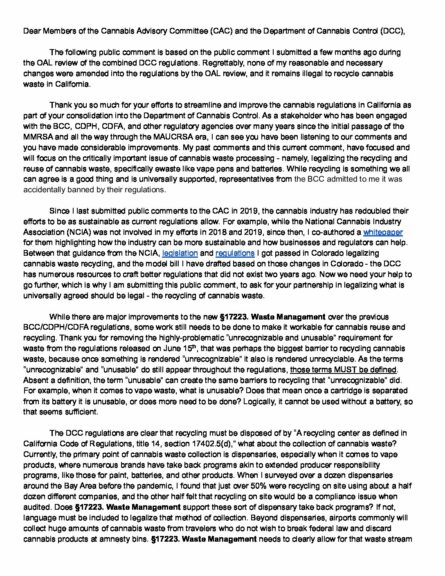 Dear Members of the Cannabis Advisory Committee (CAC) and the Department of Cannabis Control (DCC),
The following public comment is based on the public comment I submitted a few months ago during
the OAL review of the combined DCC regulations. Regrettably, none of my reasonable and necessary
changes were amended into the regulations by the OAL review, and it remains illegal to recycle cannabis
waste in California.
Thank you so much for your efforts to streamline and improve the cannabis regulations in California as
part of your consolidation into the Department of Cannabis Control. As a stakeholder who has been engaged
with the BCC, CDPH, CDFA, and other regulatory agencies over many years since the initial passage of the
MMRSA and all the way through the MAUCRSA era, I can see you have been listening to our comments and
you have made considerable improvements. My past comments and this current comment, have focused and
will focus on the critically important issue of cannabis waste processing - namely, legalizing the recycling and
reuse of cannabis waste, specifically ewaste like vape pens and batteries. While recycling is something we all
can agree is a good thing and is universally supported, representatives from the BCC admitted to me it was
accidentally banned by their regulations.
Since I last submitted public comments to the CAC in 2019, the cannabis industry has redoubled their
efforts to be as sustainable as current regulations allow. For example, while the National Cannabis Industry
Association (NCIA) was not involved in my efforts in 2018 and 2019, since then, I co-authored a whitepaper
for them highlighting how the industry can be more sustainable and how businesses and regulators can help.
Between that guidance from the NCIA, legislation and regulations I got passed in Colorado legalizing
cannabis waste recycling, and the model bill I have drafted based on those changes in Colorado - the DCC
has numerous resources to craft better regulations that did not exist two years ago. Now we need your help to
go further, which is why I am submitting this public comment, to ask for your partnership in legalizing what is
universally agreed should be legal - the recycling of cannabis waste.
While there are major improvements to the new §17223. Waste Management over the previous
BCC/CDPH/CDFA regulations, some work still needs to be done to make it workable for cannabis reuse and
recycling. Thank you for removing the highly-problematic "unrecognizable and unusable" requirement for
waste from the regulations released on June 15th, that was perhaps the biggest barrier to recycling cannabis
waste, because once something is rendered "unrecognizable" it also is rendered unrecyclable. As the terms
"unrecognizable" and "unusable" do still appear throughout the regulations, those terms MUST be defined.
Absent a definition, the term "unusable" can create the same barriers to recycling that "unrecognizable" did.
For example, when it comes to vape waste, what is unusable? Does that mean once a cartridge is separated
from its battery it is unusable, or does more need to be done? Logically, it cannot be used without a battery, so
that seems sufficient.
The DCC regulations are clear that recycling must be disposed of by "A recycling center as defined in
California Code of Regulations, title 14, section 17402.5(d)," what about the collection of cannabis waste?
Currently, the primary point of cannabis waste collection is dispensaries, especially when it comes to vape
products, where numerous brands have take back programs akin to extended producer responsibility
programs, like those for paint, batteries, and other products. When I surveyed over a dozen dispensaries
around the Bay Area before the pandemic, I found that just over 50% were recycling on site using about a half
dozen different companies, and the other half felt that recycling on site would be a compliance issue when
audited. Does §17223. Waste Management support these sort of dispensary take back programs? If not,
language must be included to legalize that method of collection. Beyond dispensaries, airports commonly will
collect huge amounts of cannabis waste from travelers who do not wish to break federal law and discard
cannabis products at amnesty bins. §17223. Waste Management needs to clearly allow for that waste stream